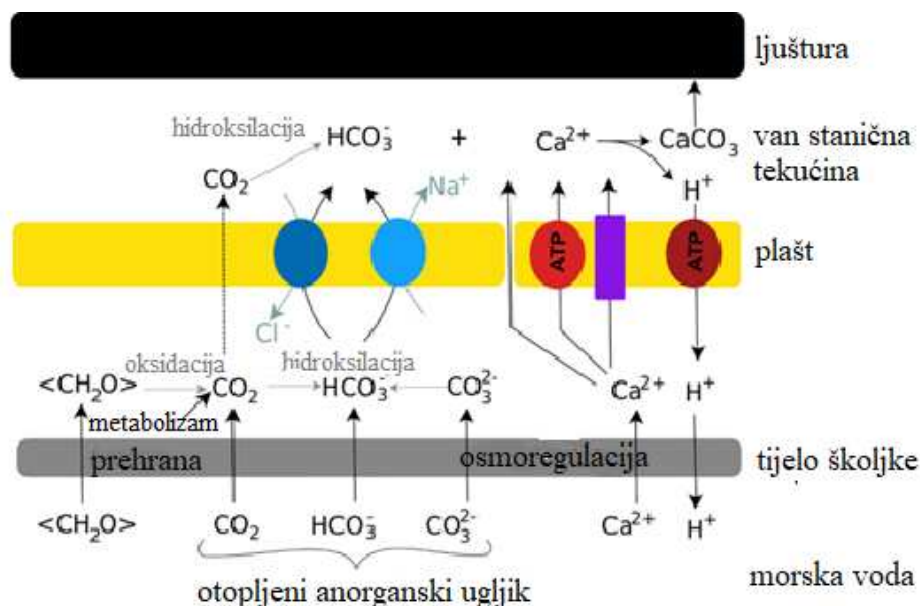 ljuštura
hidroksilacija
HCO₃⁻ + Ca²⁺ CaCO₃
van stanična
tekućina
CO₂
Na⁺
H⁺
ATP
ATP
plašt
Cl⁻
oksidacija
hidroksilacija
<CH₂O> CO₂ HCO₃⁻ CO₃²⁻ Ca²⁺ H⁺
metabolizam
prehrana
osmoregulacija
tijelo školjke
<CH₂O> CO₂ HCO₃⁻ CO₃²⁻ Ca²⁺ H⁺
morska voda
otopljeni anorganski ugljik